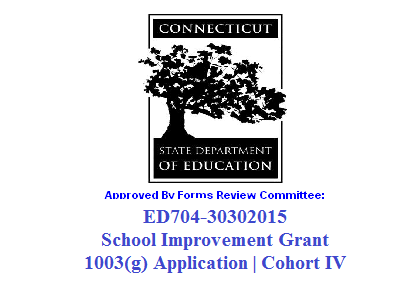 CONNECTICUT
STATE DEPARTMENT
OF EDUCATION
Approved By Forms Review Committee:
ED704-30302015
School Improvement Grant
1003(g) Application | Cohort IV